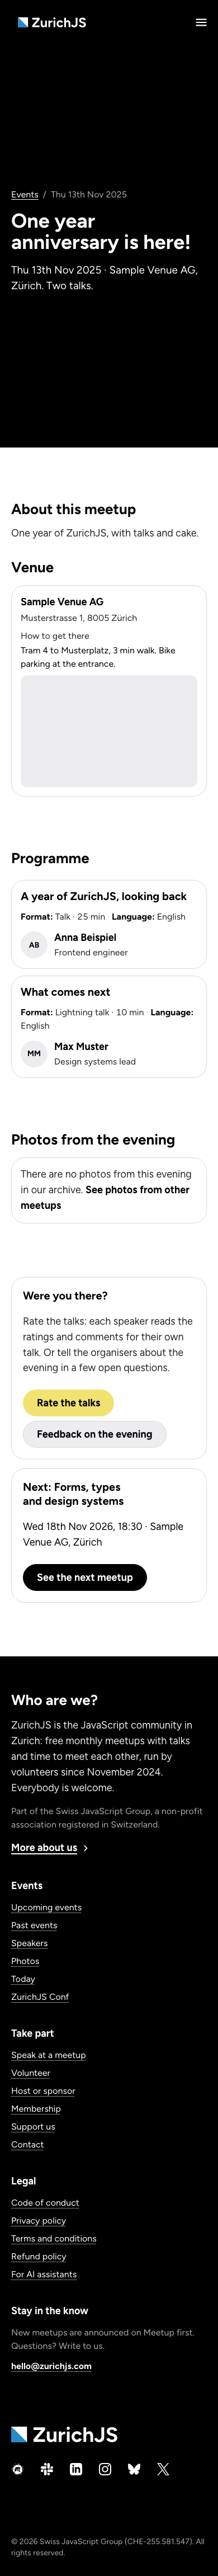 ZurichJS
Events / Thu 13th Nov 2025
One year
anniversary is here!
Thu 13th Nov 2025 · Sample Venue AG,
Zürich. Two talks.
About this meetup
One year of ZurichJS, with talks and cake.
Venue
Sample Venue AG
Musterstrasse 1, 8005 Zürich
How to get there
Tram 4 to Musterplatz, 3 min walk. Bike
parking at the entrance.
Programme
A year of ZurichJS, looking back
Format: Talk · 25 min · Language: English
AB
Anna Beispiel
Frontend engineer
What comes next
Format: Lightning talk · 10 min · Language:
English
MM
Max Muster
Design systems lead
Photos from the evening
There are no photos from this evening
in our archive. See photos from other
meetups
Were you there?
Rate the talks: each speaker reads the
ratings and comments for their own
talk. Or tell the organisers about the
evening in a few open questions.
Rate the talks
Feedback on the evening
Next: Forms, types
and design systems
Wed 18th Nov 2026, 18:30 · Sample
Venue AG, Zürich
See the next meetup
Who are we?
ZurichJS is the JavaScript community in
Zurich: free monthly meetups with talks
and time to meet each other, run by
volunteers since November 2024.
Everybody is welcome.
Part of the Swiss JavaScript Group, a non-profit
association registered in Switzerland.
More about us
Events
Upcoming events
Past events
Speakers
Photos
Today
ZurichJS Conf
Take part
Speak at a meetup
Volunteer
Host or sponsor
Membership
Support us
Contact
Legal
Code of conduct
Privacy policy
Terms and conditions
Refund policy
For AI assistants
Stay in the know
New meetups are announced on Meetup first.
Questions? Write to us.
hello@zurichjs.com
ZurichJS
© 2026 Swiss JavaScript Group (CHE-255.581.547). All
rights reserved.